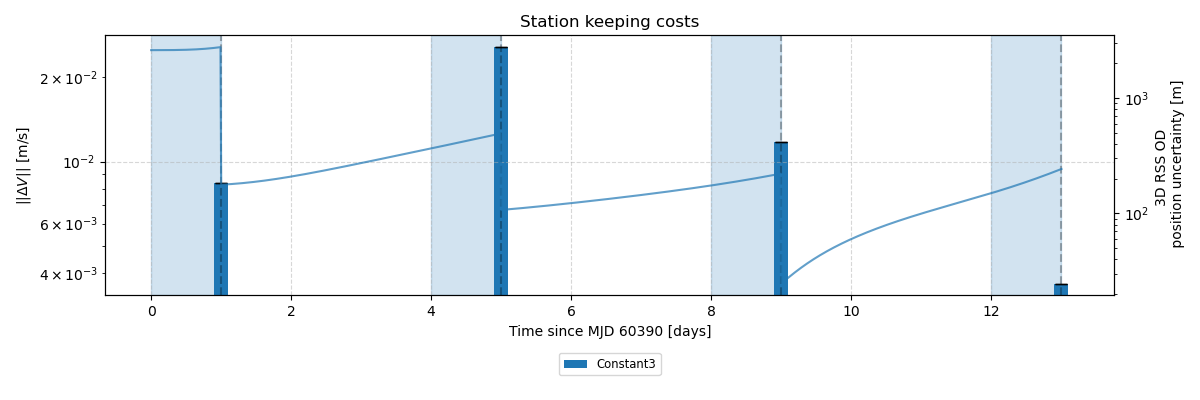 Station keeping costs
||ΔV|| [m/s]
2 × 10⁻²
10⁻²
6 × 10⁻³
4 × 10⁻³
10³
10²
3D RSS OD
position uncertainty [m]
0 2 4 6 8 10 12
Time since MJD 60390 [days]
Constant3